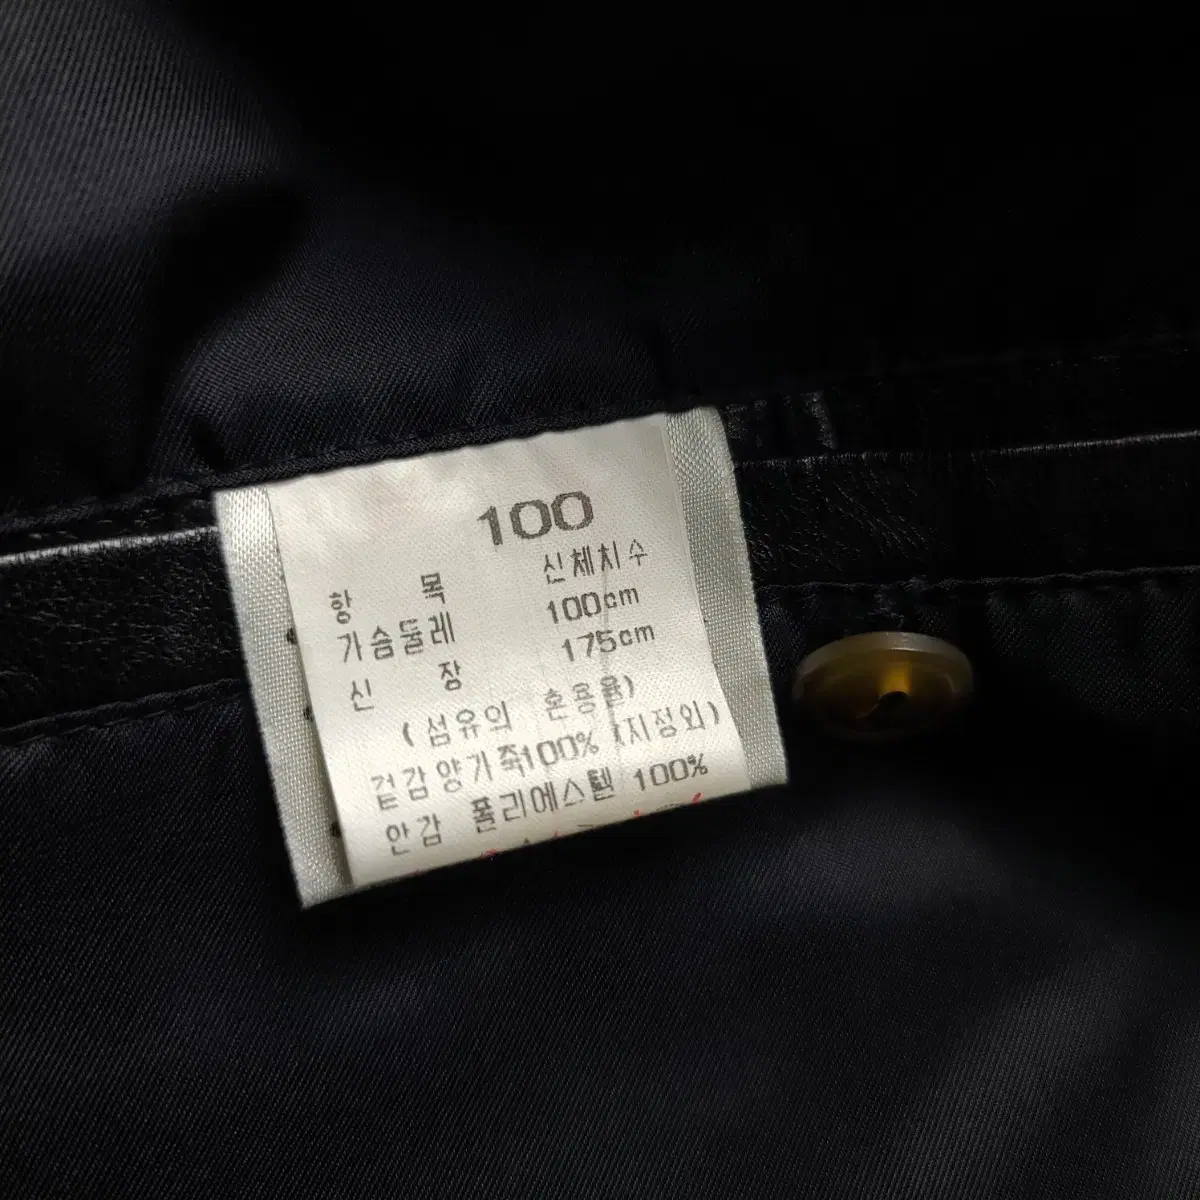 100
항 목 신체치수
가슴둘레 100cm
신 장 175cm
(섬유의 혼용율)
겉감양가죽100% (지정외)
안감 폴리에스텔 100%